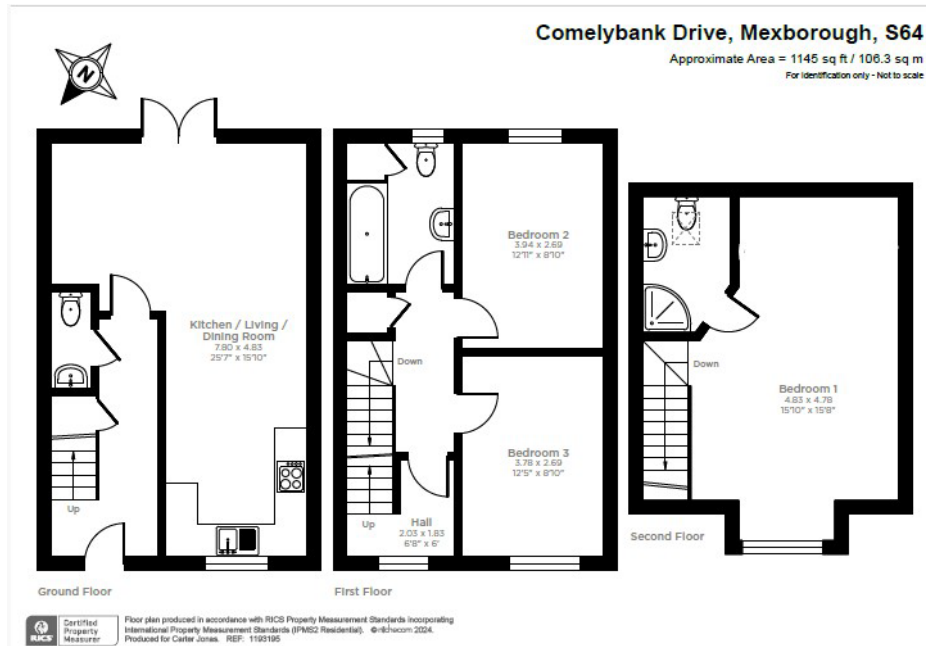 Comelybank Drive, Mexborough, S64
Approximate Area = 1145 sq ft / 106.3 sq m
For identification only - Not to scale
N
Kitchen / Living /
Dining Room
7.80 x 4.83
25'7" x 15'10"
Up
Ground Floor
Bedroom 2
3.94 x 2.69
12'11" x 8'10"
Down
Bedroom 3
3.78 x 2.69
12'5" x 8'10"
Up
Hall
2.03 x 1.83
6'8" x 6'
First Floor
Down
Bedroom 1
4.83 x 4.78
15'10" x 15'8"
Second Floor
RICS
Certified
Property
Measurer
Floor plan produced in accordance with RICS Property Measurement Standards incorporating
International Property Measurement Standards (IPMS2 Residential). © nichecom 2024.
Produced for Carter Jonas. REF: 1193195